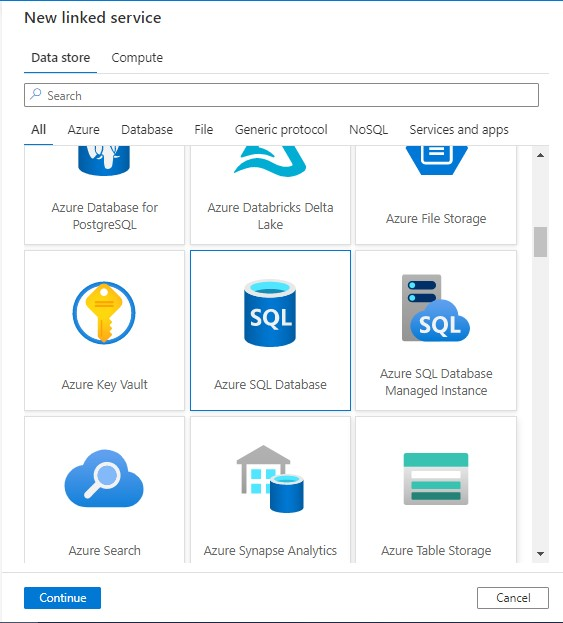 New linked service
Data store Compute
Search
All Azure Database File Generic protocol NoSQL Services and apps
Azure Database for
PostgreSQL
Azure Databricks Delta
Lake
Azure File Storage
SQL
SQL
Azure Key Vault
Azure SQL Database
Azure SQL Database
Managed Instance
Azure Search
Azure Synapse Analytics
Azure Table Storage
Continue
Cancel